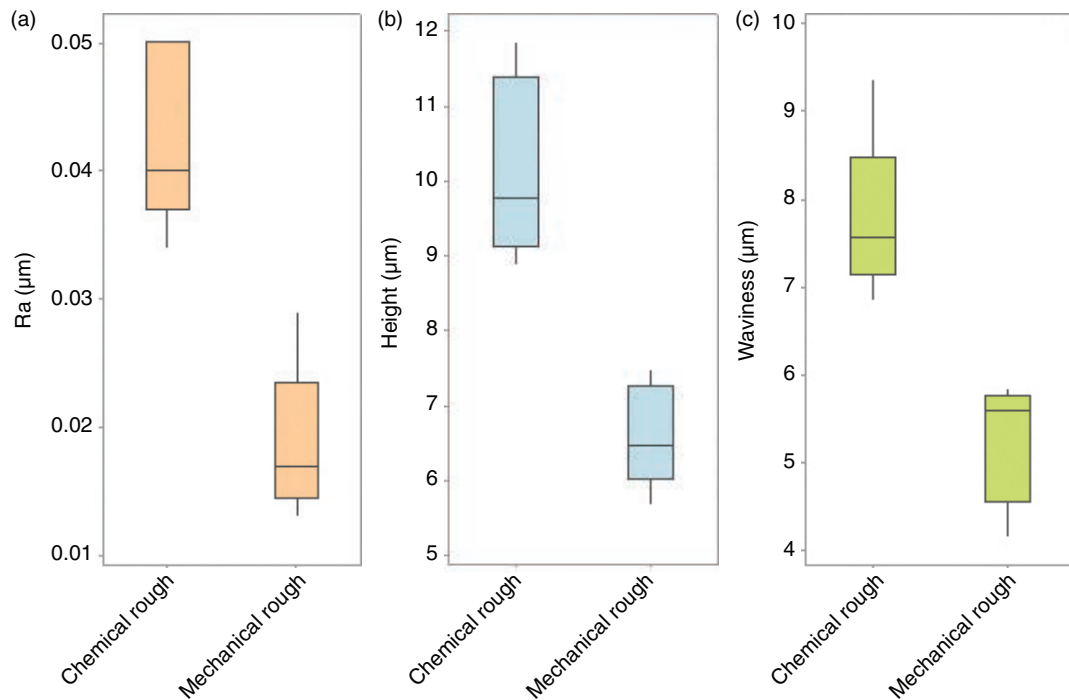 (a)
Ra (μm)
0.05
0.04
0.03
0.02
0.01
Chemical rough
Mechanical rough
(b)
Height (μm)
12
11
10
9
8
7
6
5
Chemical rough
Mechanical rough
(c)
Waviness (μm)
10
9
8
7
6
5
4
Chemical rough
Mechanical rough